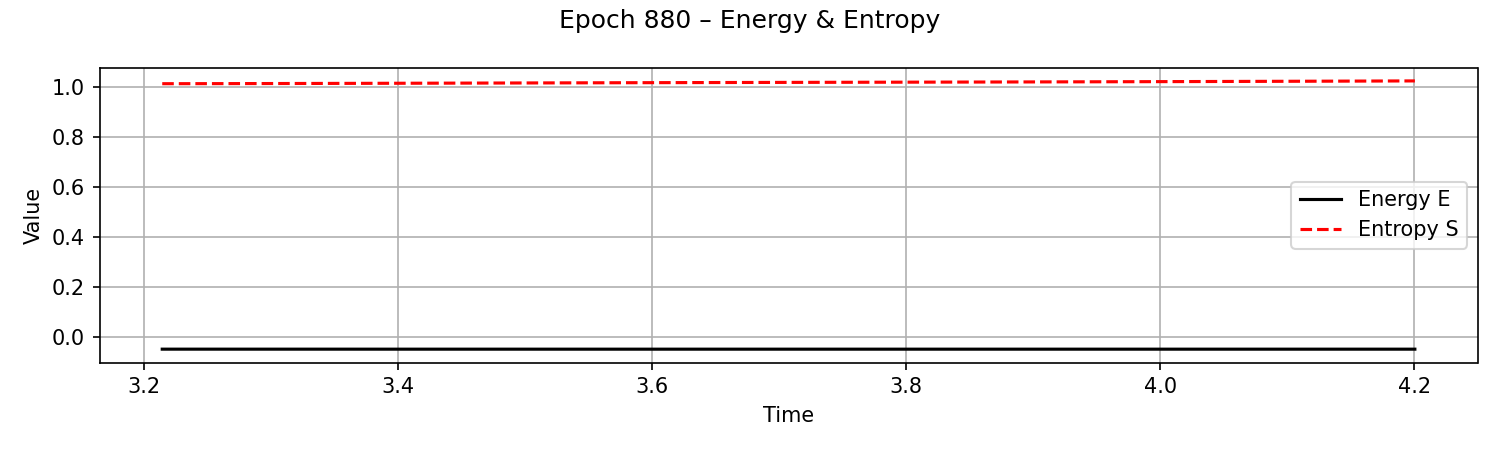 Epoch 880 – Energy & Entropy
1.0
0.8
0.6
0.4
0.2
0.0
Value
Energy E
Entropy S
3.2 3.4 3.6 3.8 4.0 4.2
Time